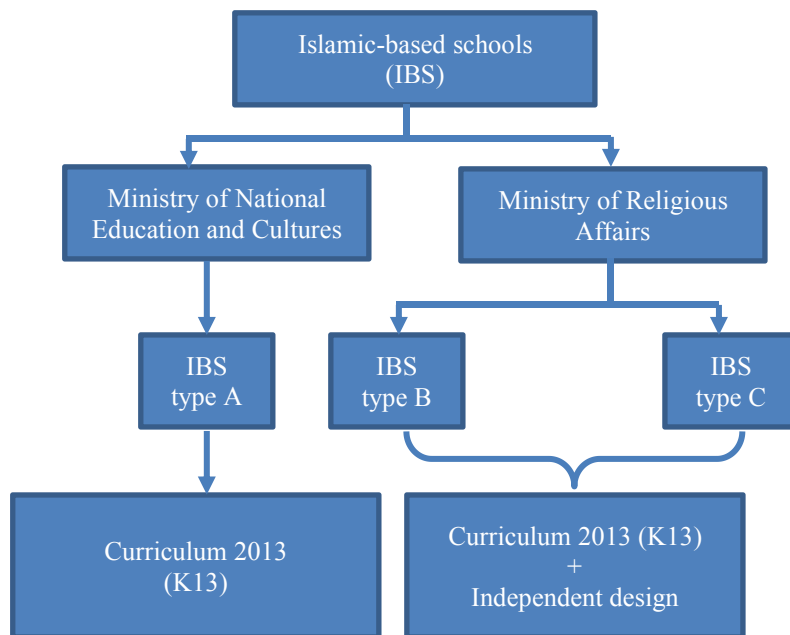 Islamic-based schools
(IBS)
Ministry of National
Education and Cultures
Ministry of Religious
Affairs
IBS
type A
IBS
type B
IBS
type C
Curriculum 2013
(K13)
Curriculum 2013 (K13)
+
Independent design